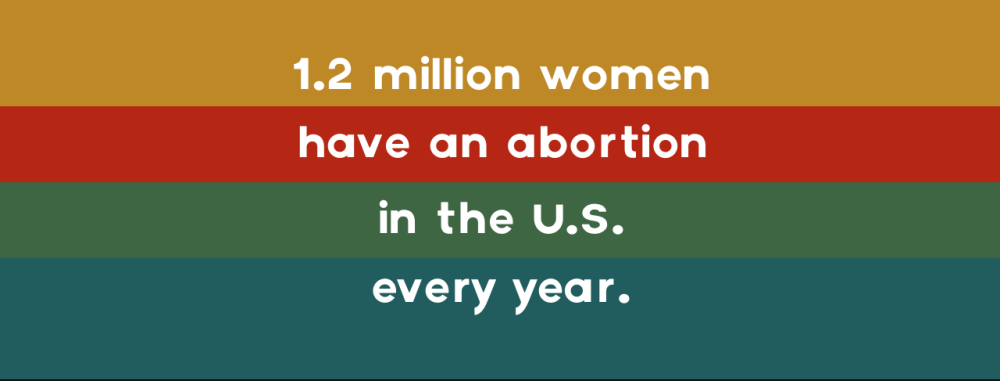 1.2 million women
have an abortion
in the U.S.
every year.